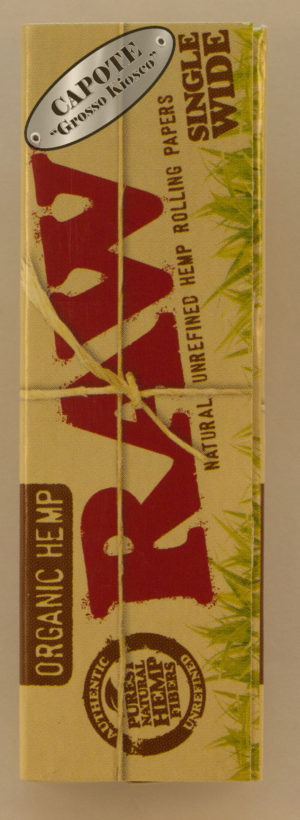 CAPOTE
"Grosso Kiosco"
SINGLE
WIDE
RAW
NATURAL UNREFINED HEMP ROLLING PAPERS
ORGANIC HEMP
AUTHENTIC
PUREST
NATURAL
HEMP
FIBERS
UNREFINED